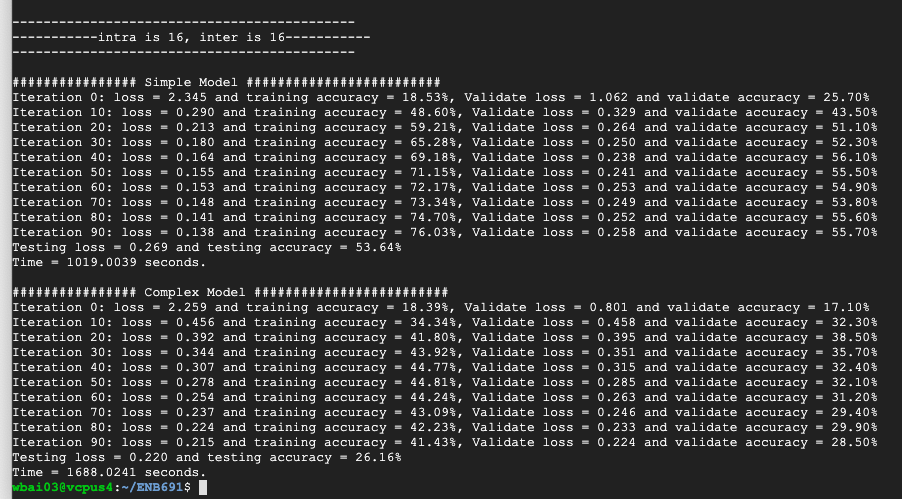 --------------------------------------------
-----------intra is 16, inter is 16-----------
--------------------------------------------
################ Simple Model #########################
Iteration 0: loss = 2.345 and training accuracy = 18.53%, Validate loss = 1.062 and validate accuracy = 25.70%
Iteration 10: loss = 0.290 and training accuracy = 48.60%, Validate loss = 0.329 and validate accuracy = 43.50%
Iteration 20: loss = 0.213 and training accuracy = 59.21%, Validate loss = 0.264 and validate accuracy = 51.10%
Iteration 30: loss = 0.180 and training accuracy = 65.28%, Validate loss = 0.250 and validate accuracy = 52.30%
Iteration 40: loss = 0.164 and training accuracy = 69.18%, Validate loss = 0.238 and validate accuracy = 56.10%
Iteration 50: loss = 0.155 and training accuracy = 71.15%, Validate loss = 0.241 and validate accuracy = 55.50%
Iteration 60: loss = 0.153 and training accuracy = 72.17%, Validate loss = 0.253 and validate accuracy = 54.90%
Iteration 70: loss = 0.148 and training accuracy = 73.34%, Validate loss = 0.249 and validate accuracy = 53.80%
Iteration 80: loss = 0.141 and training accuracy = 74.70%, Validate loss = 0.252 and validate accuracy = 55.60%
Iteration 90: loss = 0.138 and training accuracy = 76.03%, Validate loss = 0.258 and validate accuracy = 55.70%
Testing loss = 0.269 and testing accuracy = 53.64%
Time = 1019.0039 seconds.
################ Complex Model #########################
Iteration 0: loss = 2.259 and training accuracy = 18.39%, Validate loss = 0.801 and validate accuracy = 17.10%
Iteration 10: loss = 0.456 and training accuracy = 34.34%, Validate loss = 0.458 and validate accuracy = 32.30%
Iteration 20: loss = 0.392 and training accuracy = 41.80%, Validate loss = 0.395 and validate accuracy = 38.50%
Iteration 30: loss = 0.344 and training accuracy = 43.92%, Validate loss = 0.351 and validate accuracy = 35.70%
Iteration 40: loss = 0.307 and training accuracy = 44.77%, Validate loss = 0.315 and validate accuracy = 32.40%
Iteration 50: loss = 0.278 and training accuracy = 44.81%, Validate loss = 0.285 and validate accuracy = 32.10%
Iteration 60: loss = 0.254 and training accuracy = 44.24%, Validate loss = 0.263 and validate accuracy = 31.20%
Iteration 70: loss = 0.237 and training accuracy = 43.09%, Validate loss = 0.246 and validate accuracy = 29.40%
Iteration 80: loss = 0.224 and training accuracy = 42.23%, Validate loss = 0.233 and validate accuracy = 29.90%
Iteration 90: loss = 0.215 and training accuracy = 41.43%, Validate loss = 0.224 and validate accuracy = 28.50%
Testing loss = 0.220 and testing accuracy = 26.16%
Time = 1688.0241 seconds.
wbai03@vcpus4:~/ENB691$